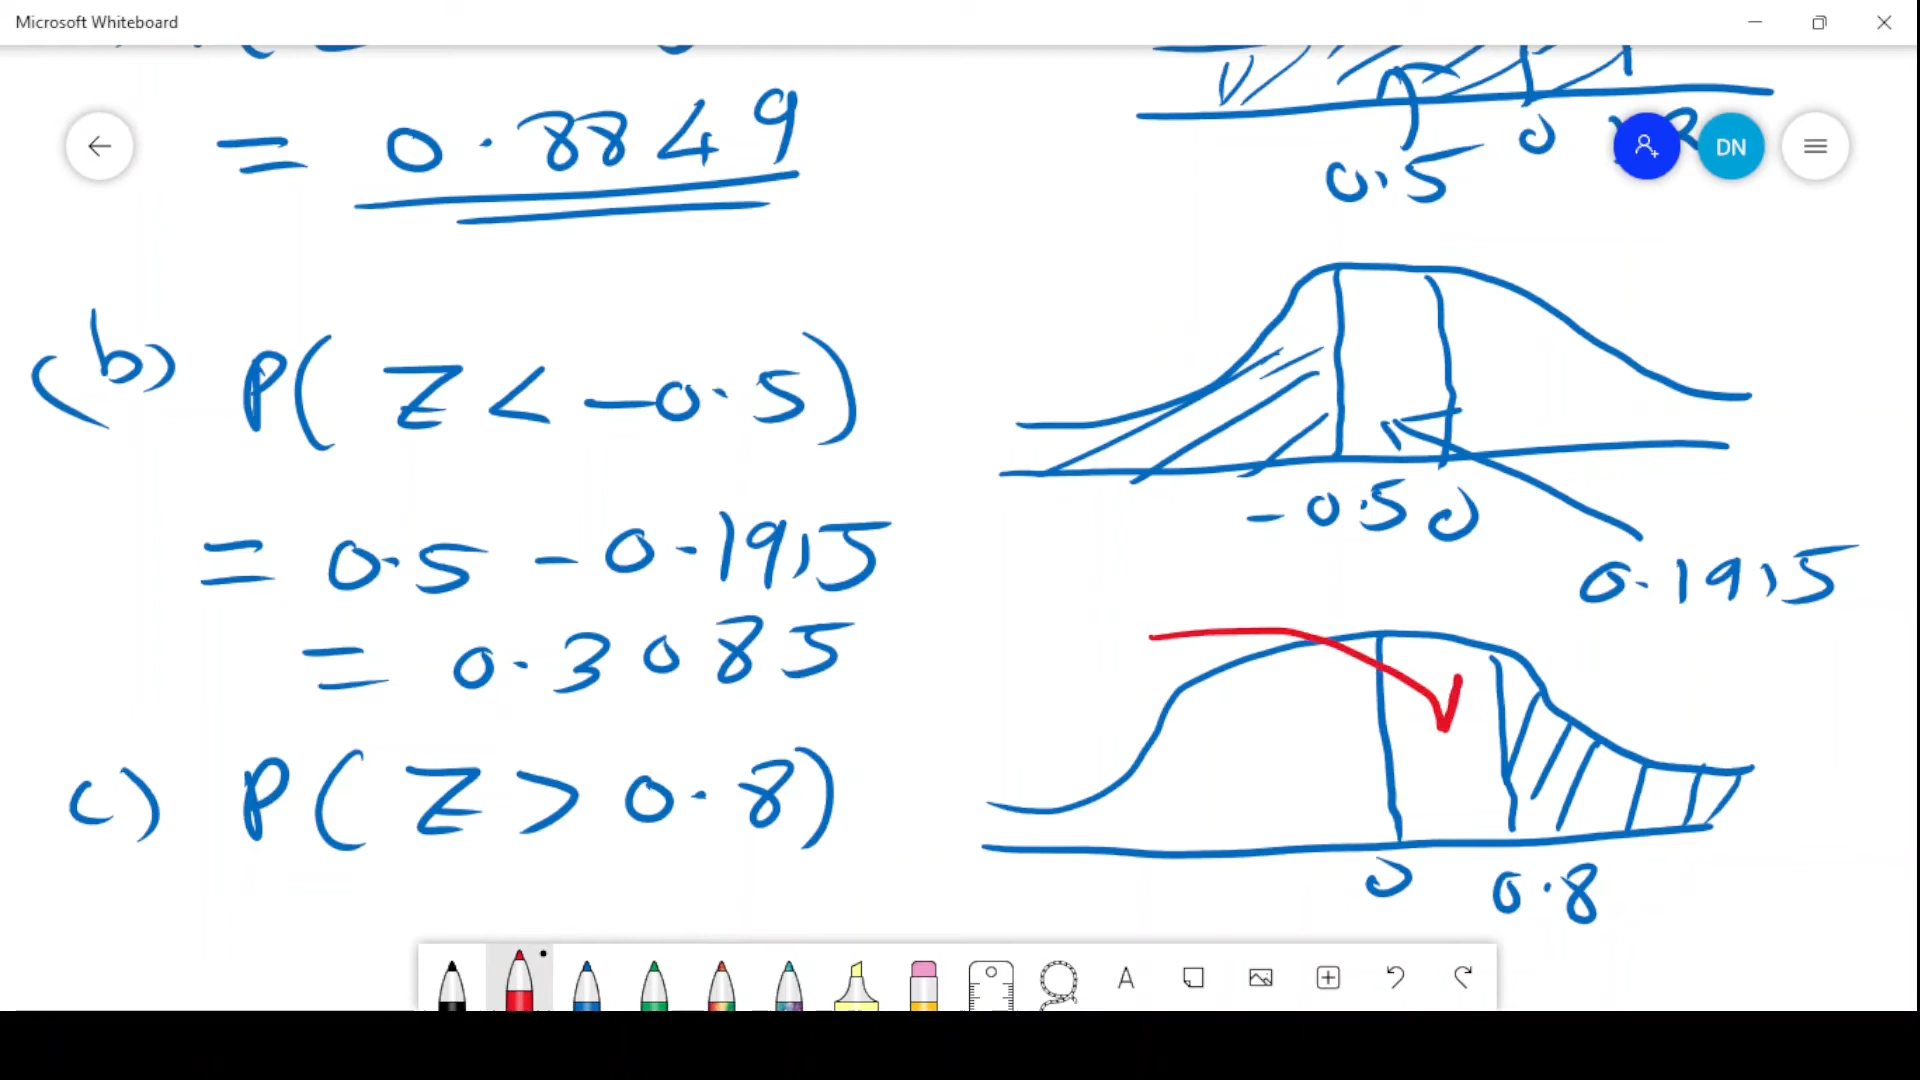 Microsoft Whiteboard
= 0.8849
0.5 0
DN
(b) P( Z < -0.5)
-0.5 0
= 0.5 - 0.1915
0.1915
= 0.3085
c) P( Z > 0.8)
0 0.8
A